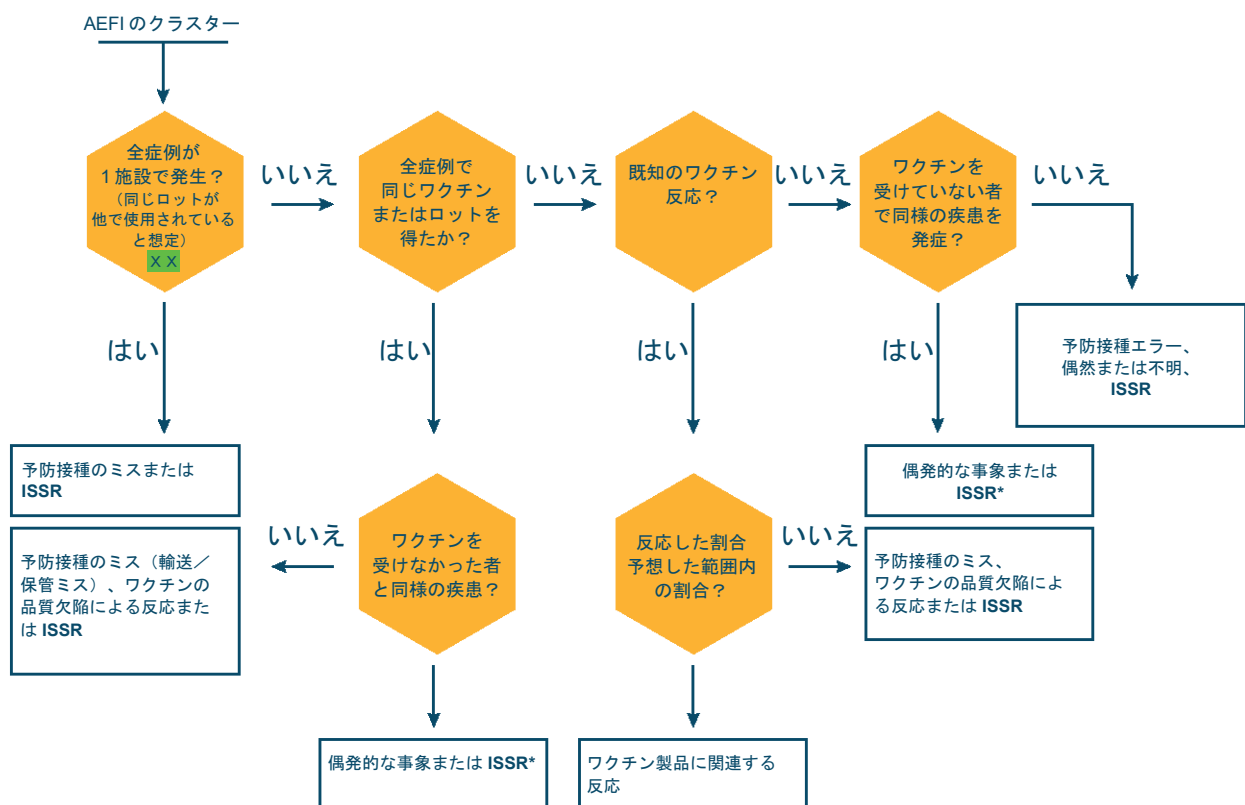 AEFI のクラスター
全症例が
1 施設で発生？
（同じロットが
他で使用されている
と想定）
X X
いいえ
全症例で
同じワクチン
またはロットを
得たか？
いいえ
既知のワクチン
反応？
いいえ
ワクチンを
受けていない者
で同様の疾患を
発症？
いいえ
はい
はい
はい
はい
予防接種エラー、
偶然または不明、
ISSR
予防接種のミスまたは
ISSR
偶発的な事象または
ISSR*
予防接種のミス（輸送／
保管ミス）、ワクチンの
品質欠陥による反応また
は ISSR
いいえ
ワクチンを
受けなかった者
と同様の疾患？
反応した割合
予想した範囲内
の割合？
いいえ
予防接種のミス、
ワクチンの品質欠陥によ
る反応または ISSR
偶発的な事象または ISSR*
ワクチン製品に関連する
反応